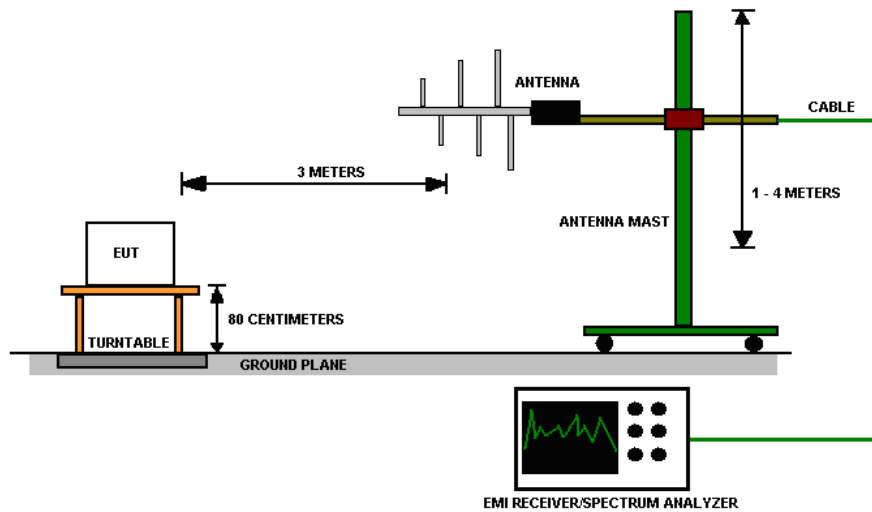 ANTENNA
CABLE
3 METERS
1 - 4 METERS
ANTENNA MAST
EUT
80 CENTIMETERS
TURNTABLE
GROUND PLANE
EMI RECEIVER/SPECTRUM ANALYZER